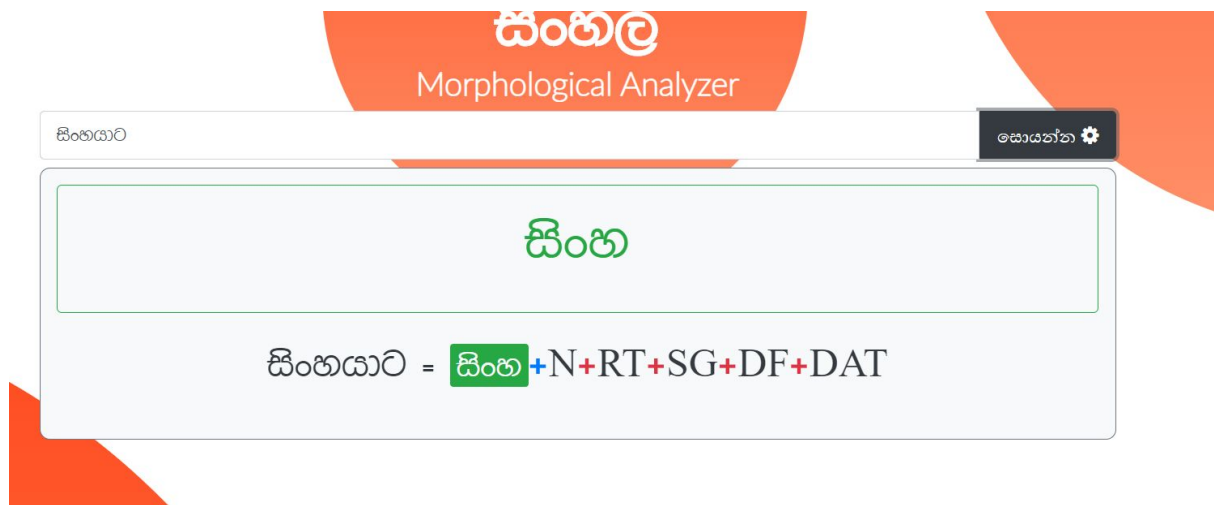 සිංහල
Morphological Analyzer
සිංහයාට
සොයන්න
සිංහ
සිංහයාට = සිංහ+N+RT+SG+DF+DAT